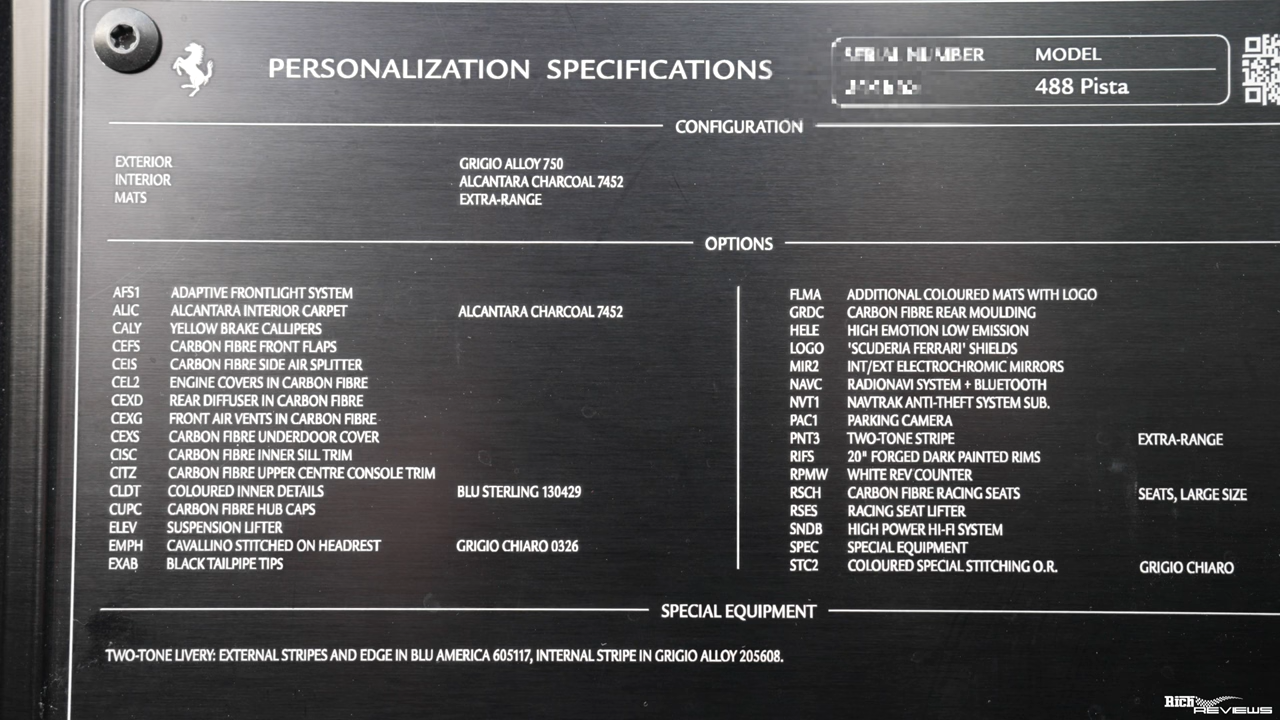 PERSONALIZATION SPECIFICATIONS
SERIAL NUMBER MODEL
488 Pista
CONFIGURATION
EXTERIOR GRIGIO ALLOY 750
INTERIOR ALCANTARA CHARCOAL 7452
MATS EXTRA-RANGE
OPTIONS
AFS1 ADAPTIVE FRONTLIGHT SYSTEM
ALIC ALCANTARA INTERIOR CARPET ALCANTARA CHARCOAL 7452
CALY YELLOW BRAKE CALLIPERS
CEFS CARBON FIBRE FRONT FLAPS
CEIS CARBON FIBRE SIDE AIR SPLITTER
CEL2 ENGINE COVERS IN CARBON FIBRE
CEXD REAR DIFFUSER IN CARBON FIBRE
CEXG FRONT AIR VENTS IN CARBON FIBRE
CEXS CARBON FIBRE UNDERDOOR COVER
CISC CARBON FIBRE INNER SILL TRIM
CITZ CARBON FIBRE UPPER CENTRE CONSOLE TRIM
CLDT COLOURED INNER DETAILS BLU STERLING 130429
CUPC CARBON FIBRE HUB CAPS
ELEV SUSPENSION LIFTER
EMPH CAVALLINO STITCHED ON HEADREST GRIGIO CHIARO 0326
EXAB BLACK TAILPIPE TIPS
FLMA ADDITIONAL COLOURED MATS WITH LOGO
GRDC CARBON FIBRE REAR MOULDING
HELE HIGH EMOTION LOW EMISSION
LOGO 'SCUDERIA FERRARI' SHIELDS
MIR2 INT/EXT ELECTROCHROMIC MIRRORS
NAVC RADIONAVI SYSTEM + BLUETOOTH
NVT1 NAVTRAK ANTI-THEFT SYSTEM SUB.
PAC1 PARKING CAMERA
PNT3 TWO-TONE STRIPE EXTRA-RANGE
RIFS 20" FORGED DARK PAINTED RIMS
RPMW WHITE REV COUNTER
RSCH CARBON FIBRE RACING SEATS SEATS, LARGE SIZE
RSES RACING SEAT LIFTER
SNDB HIGH POWER HI-FI SYSTEM
SPEC SPECIAL EQUIPMENT
STC2 COLOURED SPECIAL STITCHING O.R. GRIGIO CHIARO
SPECIAL EQUIPMENT
TWO-TONE LIVERY: EXTERNAL STRIPES AND EDGE IN BLU AMERICA 605117, INTERNAL STRIPE IN GRIGIO ALLOY 205608.
Rich
REVIEWS